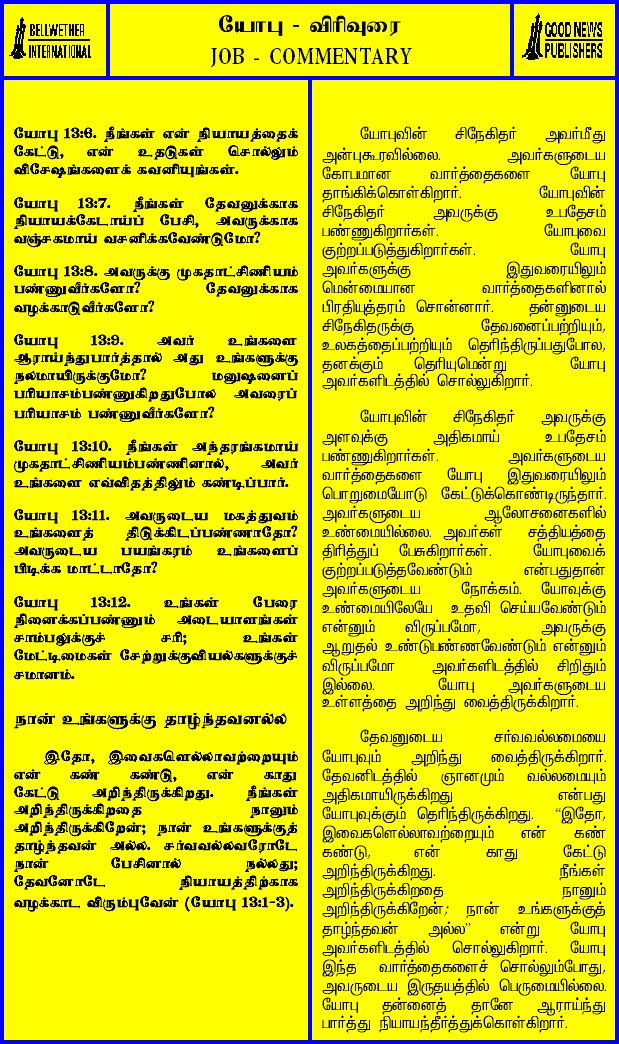 BELLWETHER
INTERNATIONAL
யோபு - விரிவுரை
JOB - COMMENTARY
GOOD NEWS
PUBLISHERS
யோபு 13:6. நீங்கள் என் நியாயத்தைக்
கேட்டு, என் உதடுகள் சொல்லும்
விசேஷங்களைக் கவனியுங்கள்.
யோபு 13:7. நீங்கள் தேவனுக்காக
நியாயக்கேடாய்ப் பேசி, அவருக்காக
வஞ்சகமாய் வசனிக்கவேண்டுமோ?
யோபு 13:8. அவருக்கு முகதாட்சிணியம்
பண்ணுவீர்களோ? தேவனுக்காக
வழக்காடுவீர்களோ?
யோபு 13:9. அவர் உங்களை
ஆராய்ந்துபார்த்தால் அது உங்களுக்கு
நலமாயிருக்குமோ? மனுஷனைப்
பரியாசம்பண்ணுகிறதுபோல் அவரைப்
பரியாசம் பண்ணுவீர்களோ?
யோபு 13:10. நீங்கள் அந்தரங்கமாய்
முகதாட்சிணியம்பண்ணினால், அவர்
உங்களை எவ்விதத்திலும் கண்டிப்பார்.
யோபு 13:11. அவருடைய மகத்துவம்
உங்களைத் திடுக்கிடப்பண்ணாதோ?
அவருடைய பயங்கரம் உங்களைப்
பிடிக்க மாட்டாதோ?
யோபு 13:12. உங்கள் பேரை
நினைக்கப்பண்ணும் அடையாளங்கள்
சாம்பலுக்குச் சரி; உங்கள்
மேட்டிமைகள் சேற்றுக்குவியல்களுக்குச்
சமானம்.
நான் உங்களுக்கு தாழ்ந்தவனல்ல
இதோ, இவைகளெல்லாவற்றையும்
என் கண் கண்டு, என் காது
கேட்டு அறிந்திருக்கிறது. நீங்கள்
அறிந்திருக்கிறதை நானும்
அறிந்திருக்கிறேன்; நான் உங்களுக்குத்
தாழ்ந்தவன் அல்ல. சர்வவல்லவரோடே
நான் பேசினால் நல்லது;
தேவனோடே நியாயத்திற்காக
வழக்காட விரும்புவேன் (யோபு 13:1-3).
யோபுவின் சிநேகிதர் அவர்மீது
அன்புகூரவில்லை. அவர்களுடைய
கோபமான வார்த்தைகளை யோபு
தாங்கிக்கொள்கிறார். யோபுவின்
சிநேகிதர் அவருக்கு உபதேசம்
பண்ணுகிறார்கள். யோபுவை
குற்றப்படுத்துகிறார்கள். யோபு
அவர்களுக்கு இதுவரையிலும்
மென்மையான வார்த்தைகளினால்
பிரதியுத்தரம் சொன்னார். தன்னுடைய
சிநேகிதருக்கு தேவனைப்பற்றியும்,
உலகத்தைப்பற்றியும் தெரிந்திருப்பதுபோல,
தனக்கும் தெரியுமென்று யோபு
அவர்களிடத்தில் சொல்லுகிறார்.
யோபுவின் சிநேகிதர் அவருக்கு
அளவுக்கு அதிகமாய் உபதேசம்
பண்ணுகிறார்கள். அவர்களுடைய
வார்த்தைகளை யோபு இதுவரையிலும்
பொறுமையோடு கேட்டுக்கொண்டிருந்தார்.
அவர்களுடைய ஆலோசனைகளில்
உண்மையில்லை. அவர்கள் சத்தியத்தை
திரித்துப் பேசுகிறார்கள். யோபுவைக்
குற்றப்படுத்தவேண்டும் என்பதுதான்
அவர்களுடைய நோக்கம். யோவுக்கு
உண்மையிலேயே உதவி செய்யவேண்டும்
என்னும் விருப்பமோ, அவருக்கு
ஆறுதல் உண்டுபண்ணவேண்டும் என்னும்
விருப்பமோ அவர்களிடத்தில் சிறிதும்
இல்லை. யோபு அவர்களுடைய
உள்ளத்தை அறிந்து வைத்திருக்கிறார்.
தேவனுடைய சர்வவல்லமையை
யோபுவும் அறிந்து வைத்திருக்கிறார்.
தேவனிடத்தில் ஞானமும் வல்லமையும்
அதிகமாயிருக்கிறது என்பது
யோபுவுக்கும் தெரிந்திருக்கிறது. "இதோ,
இவைகளெல்லாவற்றையும் என் கண்
கண்டு, என் காது கேட்டு
அறிந்திருக்கிறது. நீங்கள்
அறிந்திருக்கிறதை நானும்
அறிந்திருக்கிறேன்; நான் உங்களுக்குத்
தாழ்ந்தவன் அல்ல" என்று யோபு
அவர்களிடத்தில் சொல்லுகிறார். யோபு
இந்த வார்த்தைகளைச் சொல்லும்போது,
அவருடைய இருதயத்தில் பெருமையில்லை.
யோபு தன்னைத் தானே ஆராய்ந்து
பார்த்து நியாயந்தீர்த்துக்கொள்கிறார்.